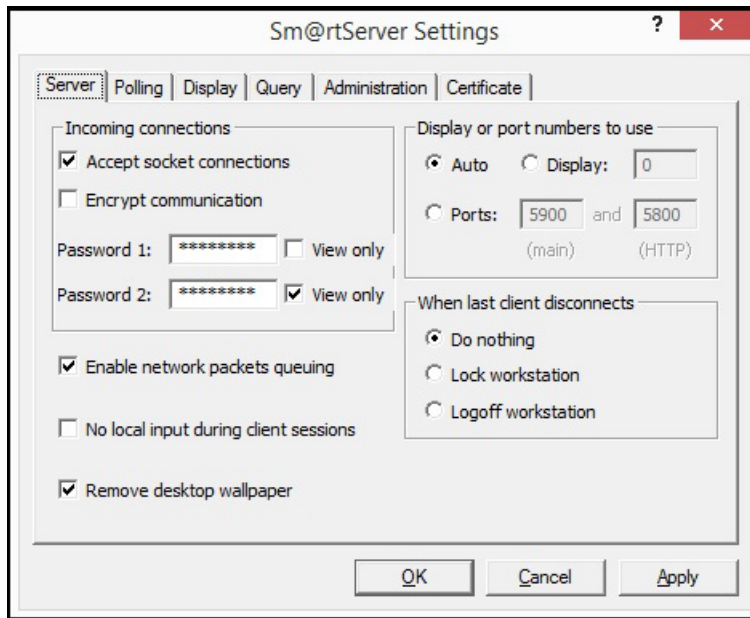 Sm@rtServer Settings
? ×
Server Polling Display Query Administration Certificate
Incoming connections
Accept socket connections
Encrypt communication
Password 1: ******** View only
Password 2: ******** View only
Enable network packets queuing
No local input during client sessions
Remove desktop wallpaper
Display or port numbers to use
Auto Display: 0
Ports: 5900 and 5800
(main) (HTTP)
When last client disconnects
Do nothing
Lock workstation
Logoff workstation
OK Cancel Apply